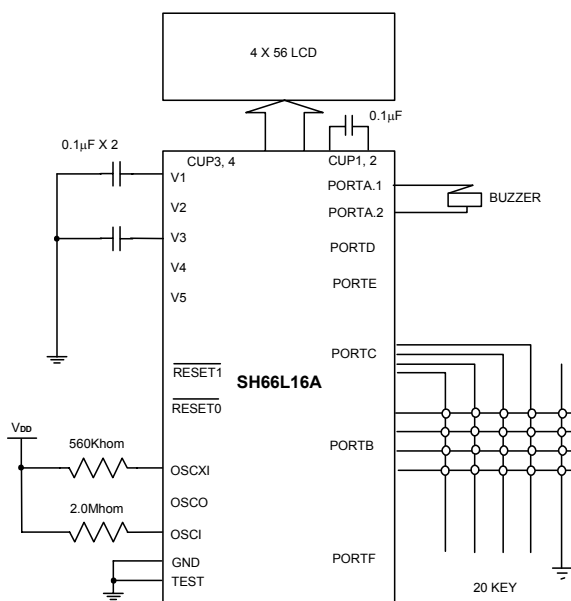 4 X 56 LCD
0.1μF
0.1μF X 2
CUP3, 4
CUP1, 2
V1
PORTA.1
BUZZER
V2
PORTA.2
V3
PORTD
V4
PORTE
V5
PORTC
RESET1
SH66L16A
RESET0
VDD
560Khom
PORTB
OSCXI
OSCO
2.0Mhom
OSCI
GND
PORTF
TEST
20 KEY